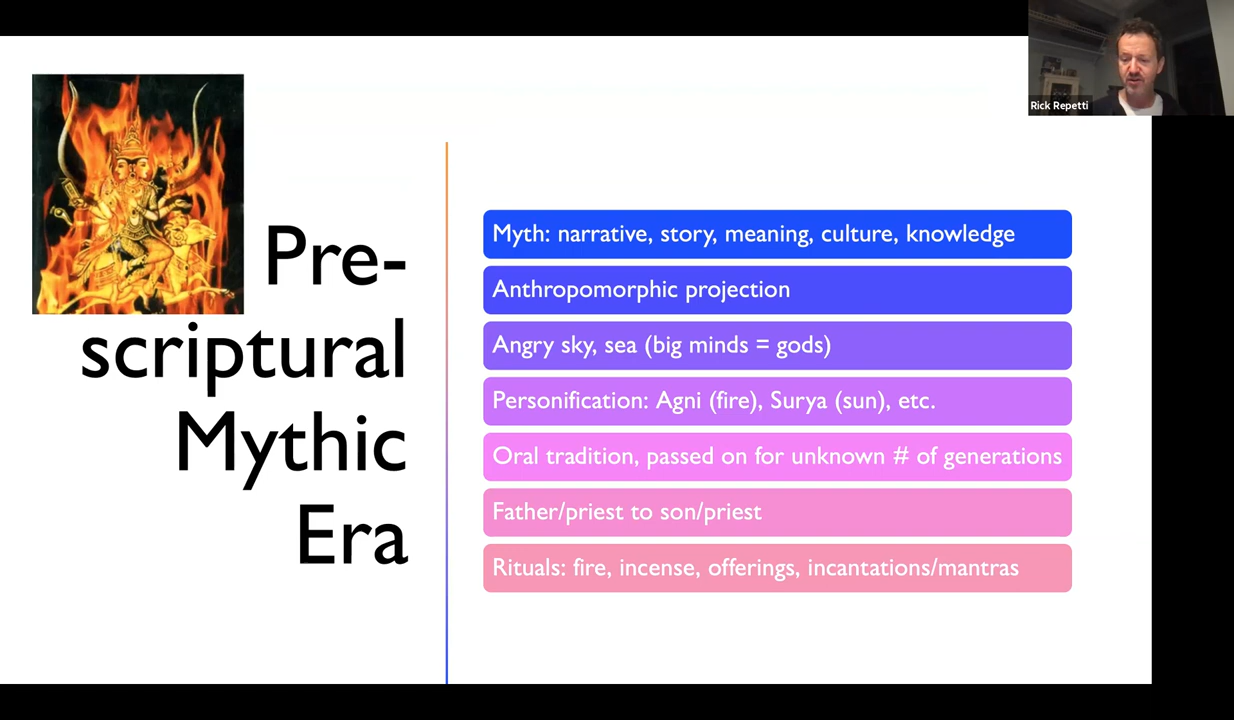 Rick Repetti
Pre-
scriptural
Mythic
Era
Myth: narrative, story, meaning, culture, knowledge
Anthropomorphic projection
Angry sky, sea (big minds = gods)
Personification: Agni (fire), Surya (sun), etc.
Oral tradition, passed on for unknown # of generations
Father/priest to son/priest
Rituals: fire, incense, offerings, incantations/mantras